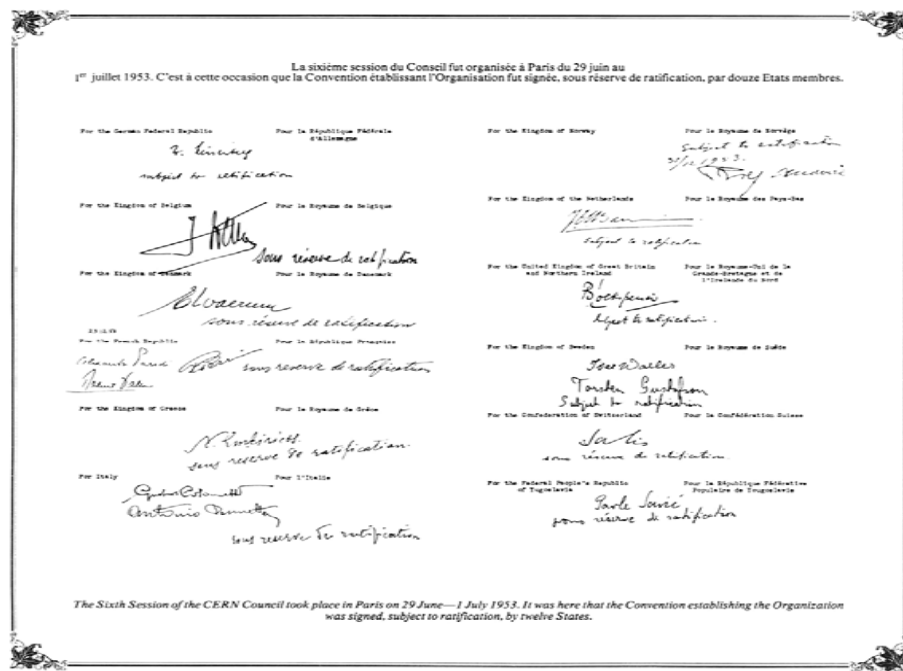 La sixième session du Conseil fut organisée à Paris du 29 juin au
1er juillet 1953. C'est à cette occasion que la Convention établissant l'Organisation fut signée, sous réserve de ratification, par douze Etats membres.
For the German Federal Republic Pour la République Fédérale
d'Allemagne
subject to ratification
For the Kingdom of Belgium Pour le Royaume de Belgique
sous réserve de ratification
For the Kingdom of Denmark Pour le Royaume de Danemark
sous réserve de ratification
For the French Republic Pour la République Française
sous reserve de ratification
For the Kingdom of Greece Pour le Royaume de Grèce
sous reserve de ratification.
For Italy Pour l'Italie
Antonio
sous reserve de ratification
For the Kingdom of Norway Pour le Royaume de Norvège
Subject to ratification
1953.
For the Kingdom of the Netherlands Pour le Royaume des Pays-Bas
Subject to ratification
For the United Kingdom of Great Britain Pour le Royaume-Uni de la
and Northern Ireland Grande-Bretagne et de
l'Irelande du Nord
Subject to ratification.
For the Kingdom of Sweden Pour le Royaume de Suède
Torsten Gustafson
Subject to ratification
For the Confederation of Switzerland Pour la Confédération Suisse
sous réserve de ratification
For the Federal People's Republic Pour la République Fédérative
of Yugoslavia Populaire de Yougoslavie
Pavle Savić
sous réserve de ratification
The Sixth Session of the CERN Council took place in Paris on 29 June—1 July 1953. It was here that the Convention establishing the Organization
was signed, subject to ratification, by twelve States.